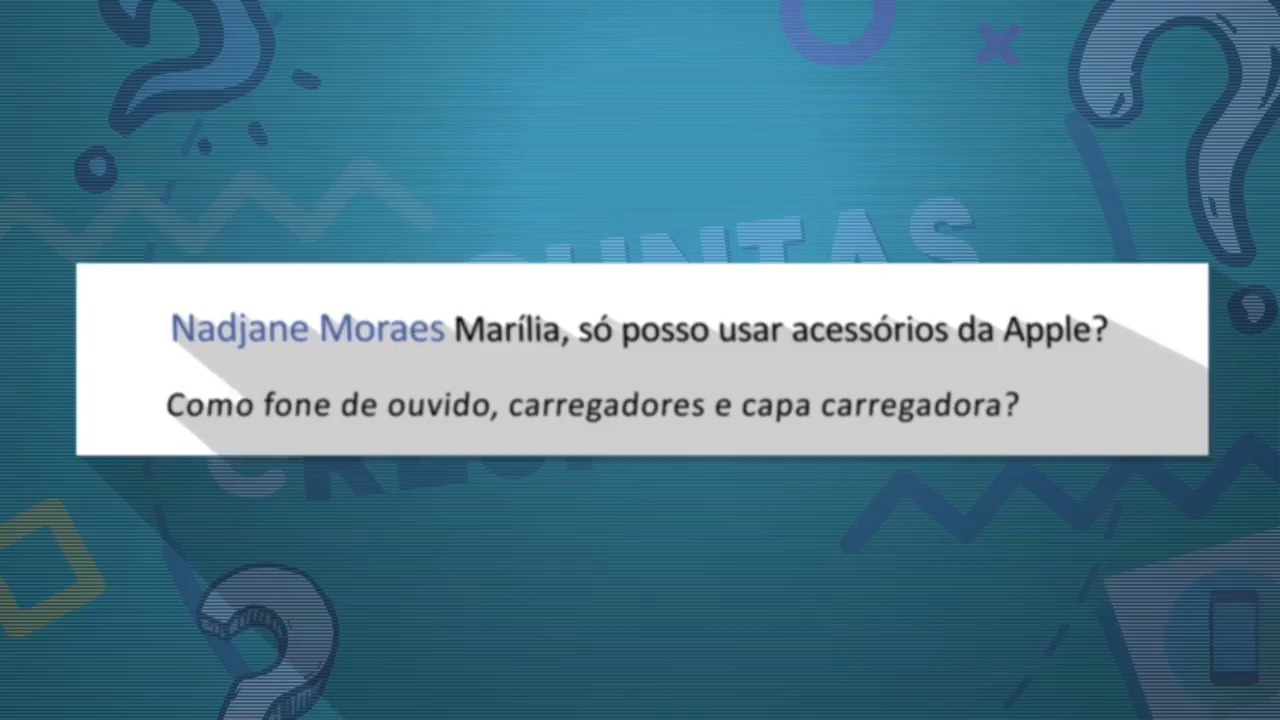 Nadjane Moraes Marília, só posso usar acessórios da Apple?
Como fone de ouvido, carregadores e capa carregadora?